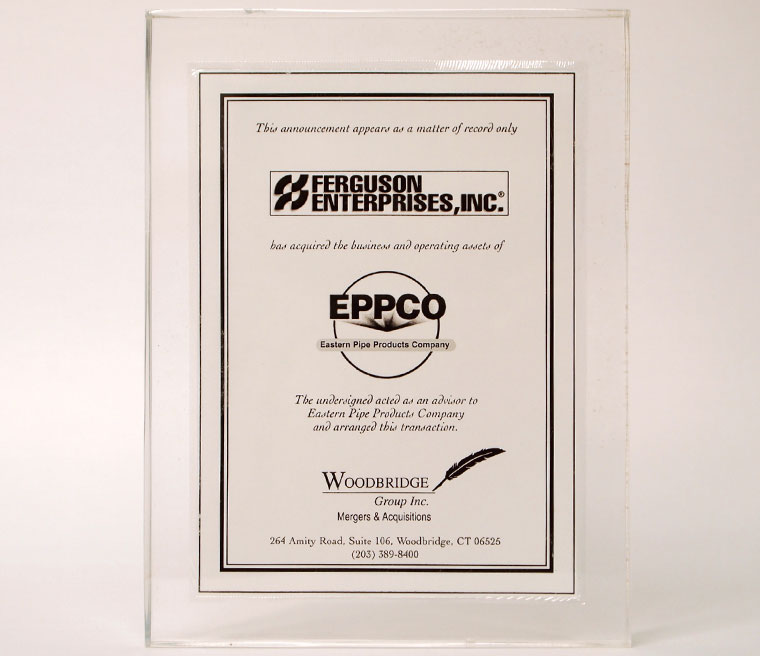 This announcement appears as a matter of record only
FERGUSON
ENTERPRISES, INC.®
has acquired the business and operating assets of
EPPCO
Eastern Pipe Products Company
The undersigned acted as an advisor to
Eastern Pipe Products Company
and arranged this transaction.
WOODBRIDGE
Group Inc.
Mergers & Acquisitions
264 Amity Road, Suite 106, Woodbridge, CT 06525
(203) 389-8400